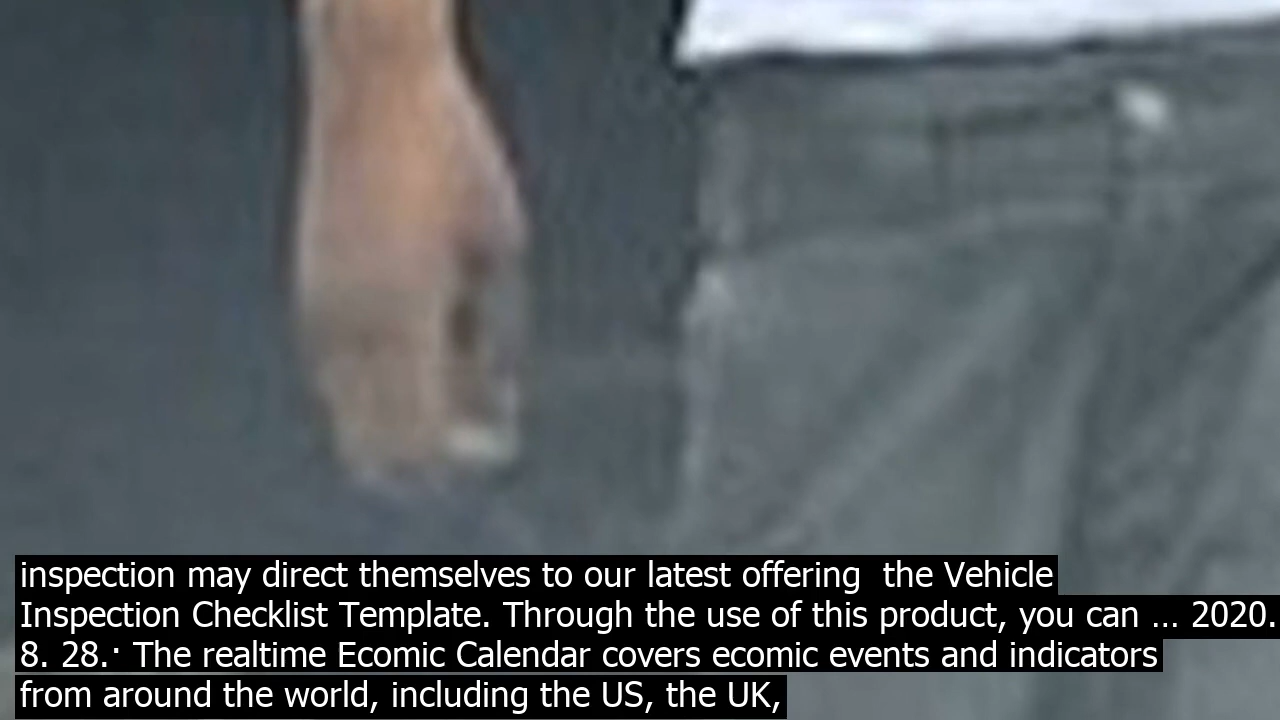 inspection may direct themselves to our latest offering  the Vehicle
Inspection Checklist Template. Through the use of this product, you can ... 2020.
8. 28.· The realtime Ecomic Calendar covers ecomic events and indicators
from around the world, including the US, the UK,